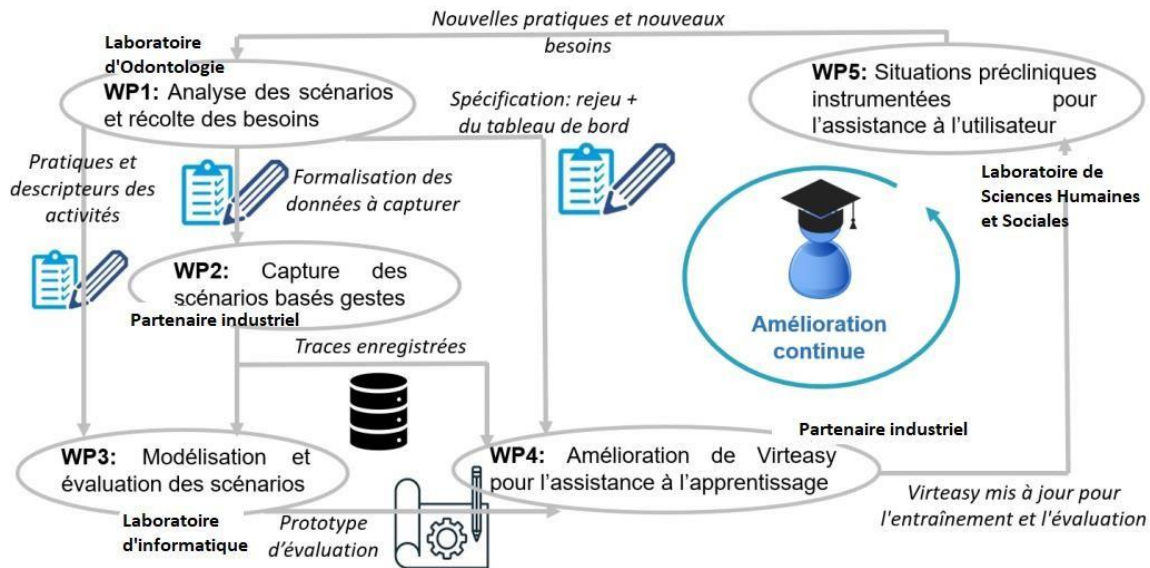 Nouvelles pratiques et nouveaux
besoins
Laboratoire
d'Odontologie
WP1: Analyse des scénarios
et récolte des besoins
Spécification: rejeu +
du tableau de bord
WP5: Situations précliniques
instrumentées pour
l'assistance à l'utilisateur
Pratiques et
descripteurs des
activités
Formalisation des
données à capturer
Laboratoire de
Sciences Humaines
et Sociales
WP2: Capture des
scénarios basés gestes
Partenaire industriel
Amélioration
continue
Traces enregistrées
Partenaire industriel
WP3: Modélisation et
évaluation des scénarios
WP4: Amélioration de Virteasy
pour l'assistance à l'apprentissage
Laboratoire
d'informatique
Prototype
d'évaluation
Virteasy mis à jour pour
l'entraînement et l'évaluation